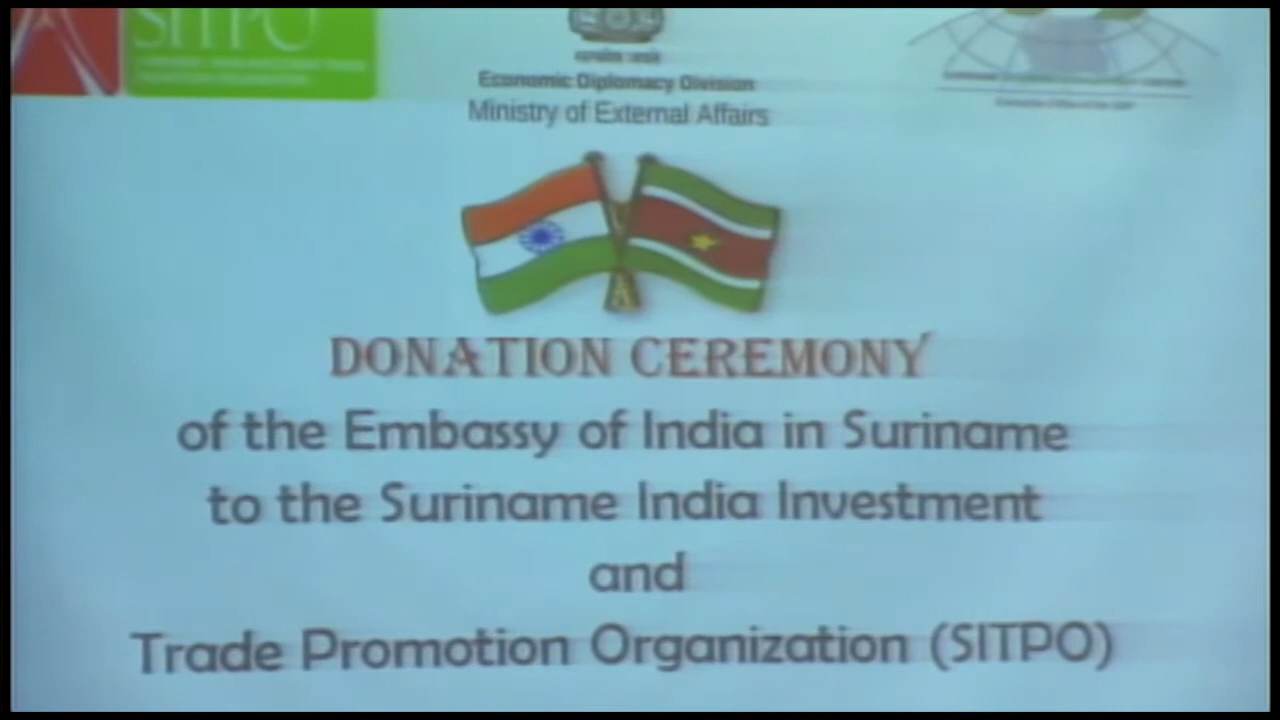 SITPO
Economic Diplomacy Division
Ministry of External Affairs
DONATION CEREMONY
of the Embassy of India in Suriname
to the Suriname India Investment
and
Trade Promotion Organization (SITPO)